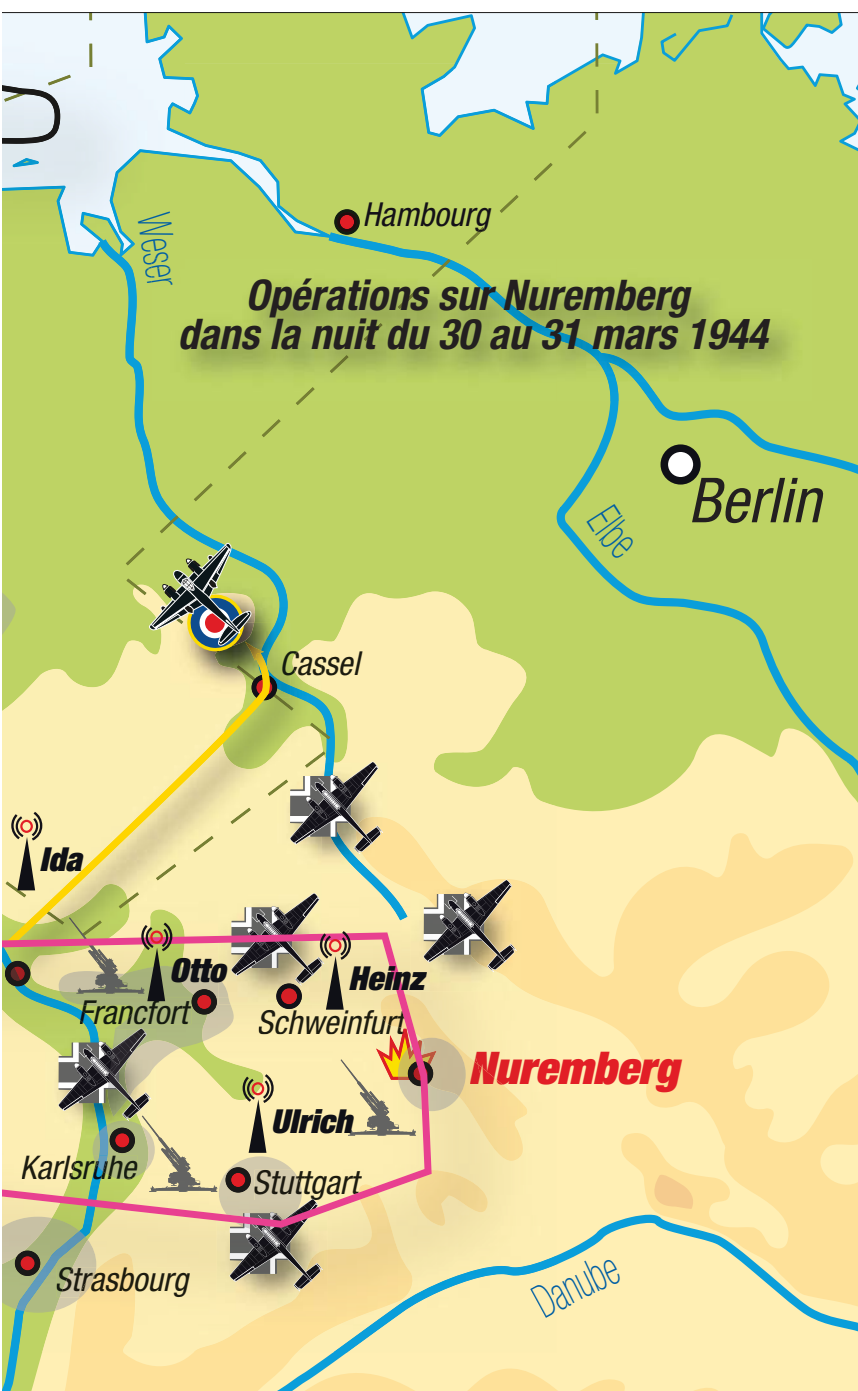 Hambourg
Weser
Opérations sur Nuremberg
dans la nuit du 30 au 31 mars 1944
Berlin
Elbe
Cassel
Ida
Otto
Heinz
Francfort
Schweinfurt
Nuremberg
Ulrich
Karlsruhe
Stuttgart
Strasbourg
Danube